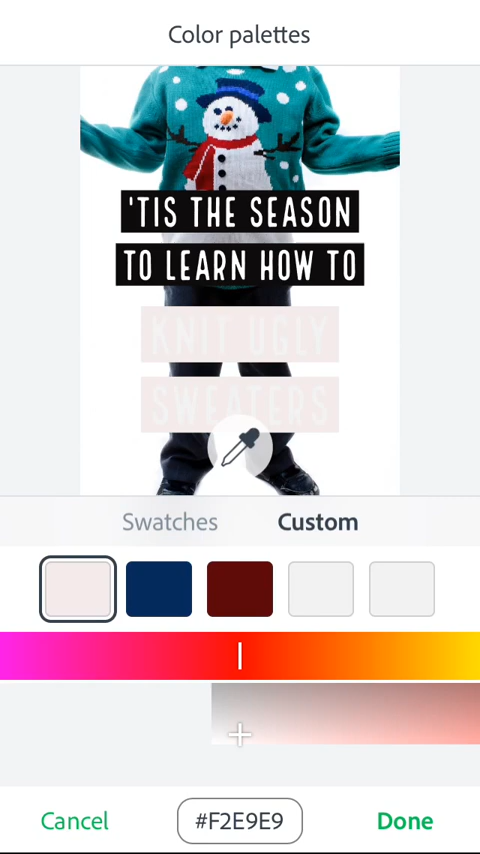 Color palettes
'TIS THE SEASON
TO LEARN HOW TO
KNIT UGLY
SWEATERS
Swatches Custom
Cancel #F2E9E9 Done